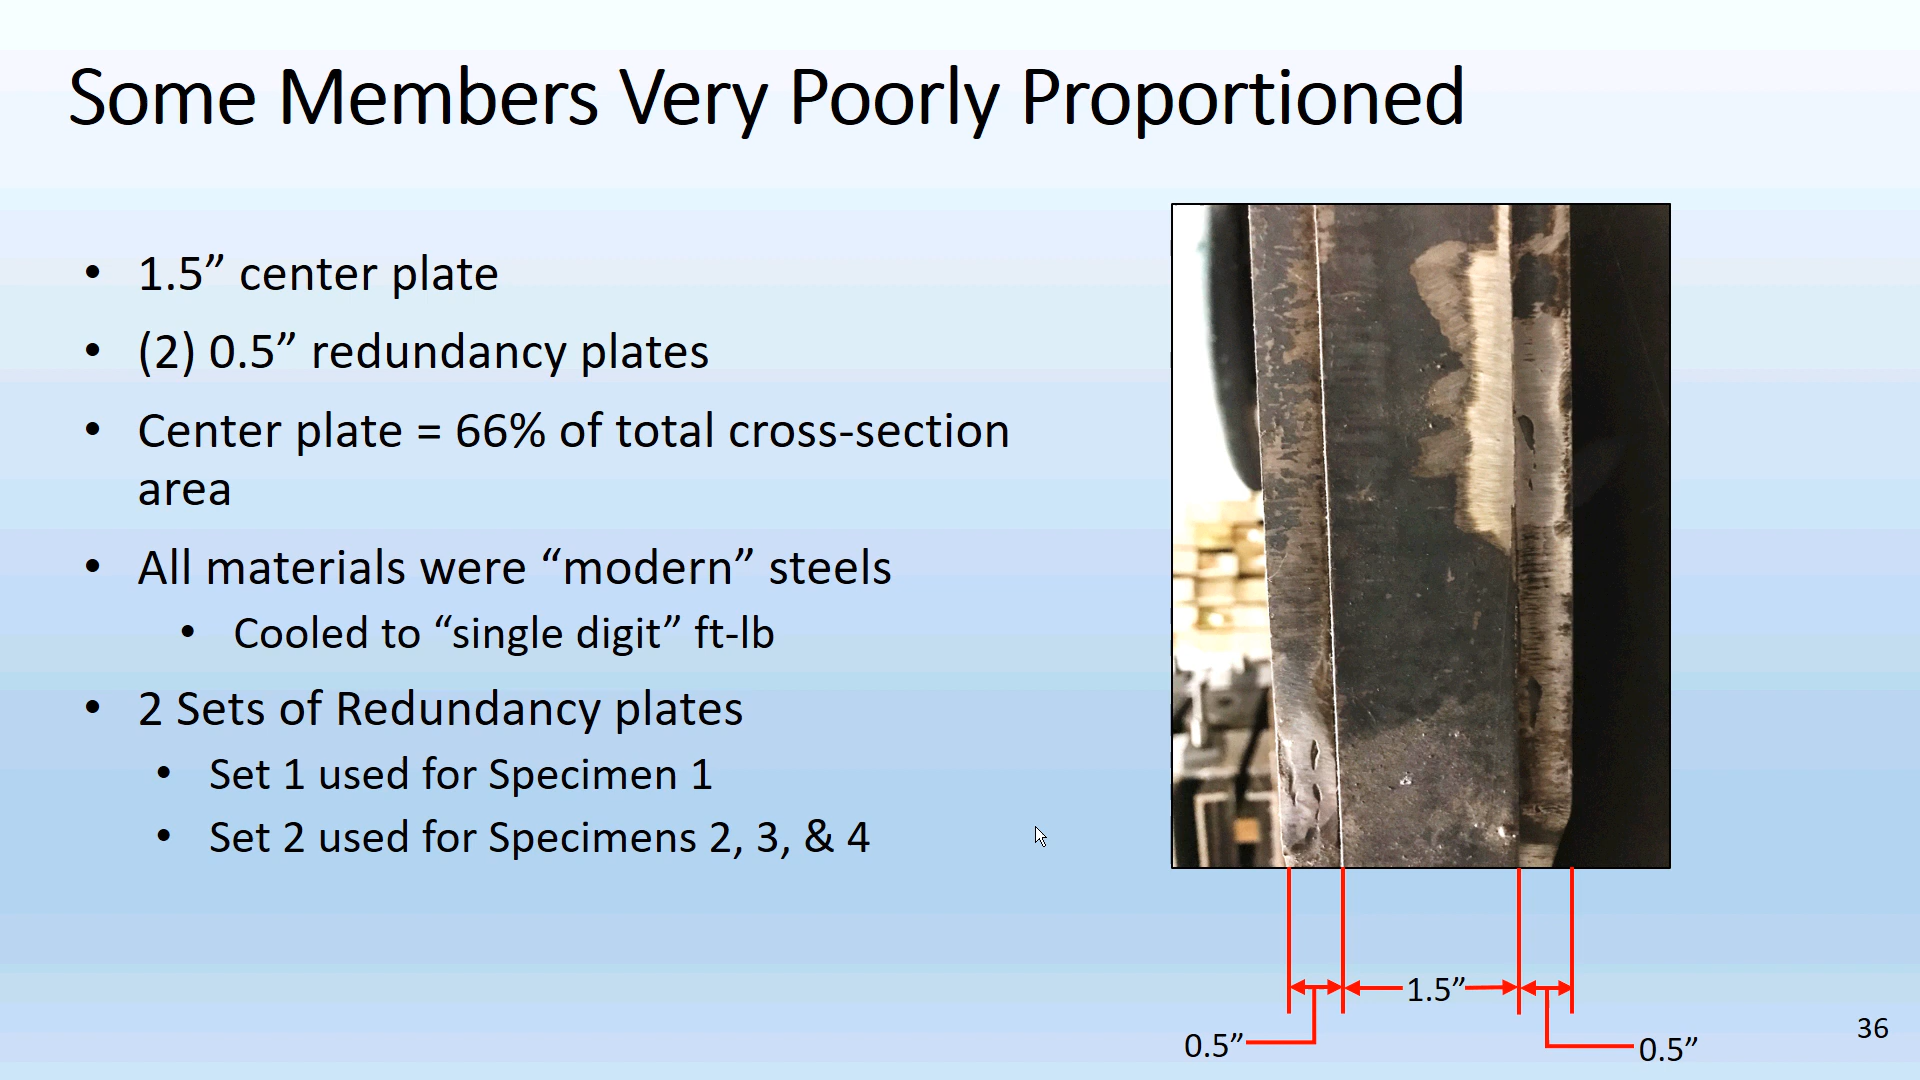 Some Members Very Poorly Proportioned
• 1.5” center plate
• (2) 0.5” redundancy plates
• Center plate = 66% of total cross-section
area
• All materials were “modern” steels
• Cooled to “single digit” ft-lb
• 2 Sets of Redundancy plates
• Set 1 used for Specimen 1
• Set 2 used for Specimens 2, 3, & 4
1.5”
0.5”
0.5”
36